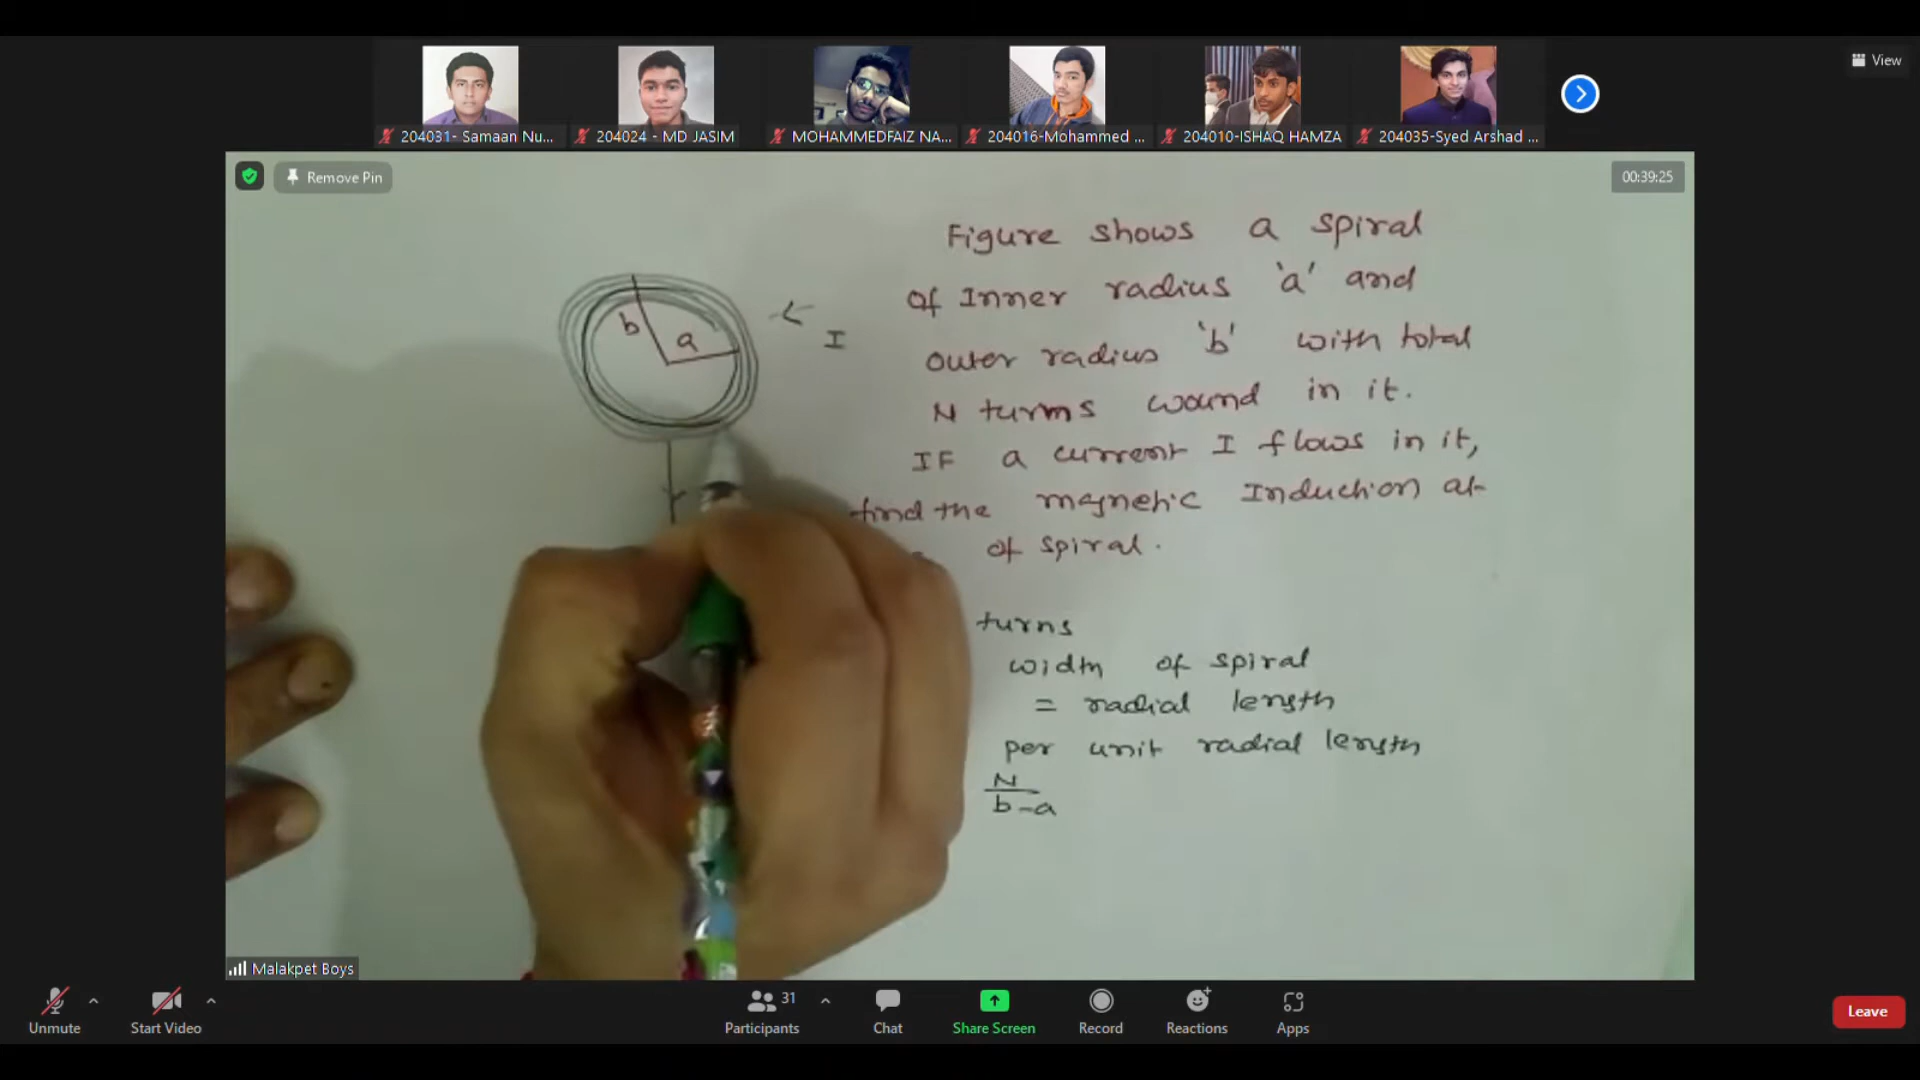 View
204031- Samaan Nu...
204024 - MD JASIM
MOHAMMEDFAIZ NA...
204016-Mohammed ...
204010-ISHAQ HAMZA
204035-Syed Arshad ...
Remove Pin
00:39:25
Figure shows a spiral
of Inner radius 'a' and
outer radius 'b' with total
N turms wound in it.
IF a current I flows in it,
find the magnetic Induction at
of spiral.
b
a
I
turns
width of spiral
= radial length
per unit radial length
N
b-a
Malakpet Boys
Unmute
Start Video
31
Participants
Chat
Share Screen
Record
Reactions
Apps
Leave